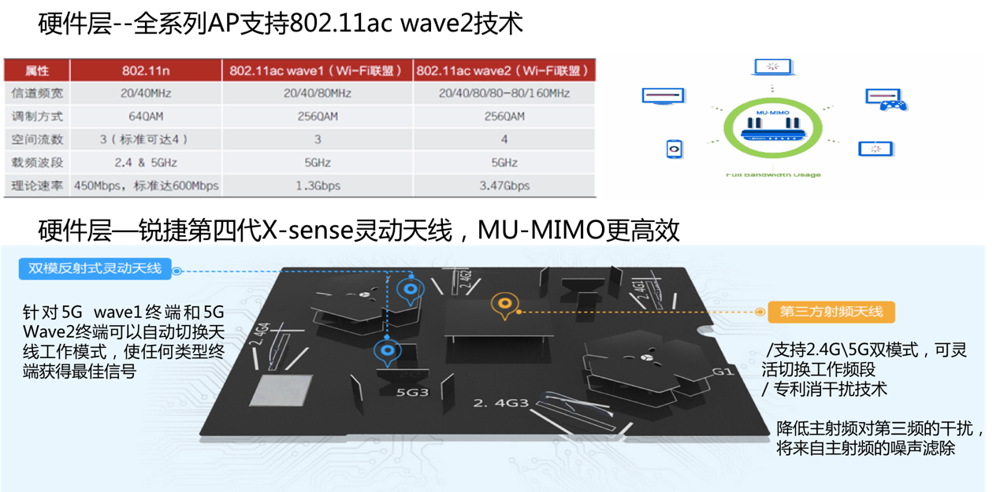 硬件层--全系列AP支持802.11ac wave2技术
属性 802.11n 802.11ac wave1（Wi-Fi联盟） 802.11ac wave2（Wi-Fi联盟）
信道频宽 20/40MHz 20/40/80MHz 20/40/80/80-80/160MHz
调制方式 64QAM 256QAM 256QAM
空间流数 3（标准可达4） 3 4
载频波段 2.4 & 5GHz 5GHz 5GHz
理论速率 450Mbps，标准达600Mbps 1.3Gbps 3.47Gbps
MU-MIMO
Full Bandwidth Usage
硬件层—锐捷第四代X-sense灵动天线，MU-MIMO更高效
双模反射式灵动天线
针对5G wave1终端和5G
Wave2终端可以自动切换天
线工作模式，使任何类型终
端获得最佳信号
2.4G2
2.4G1
2.4G4
5G3
2.4G3
G1
第三方射频天线
/支持2.4G\5G双模式，可灵
活切换工作频段
/ 专利消干扰技术
降低主射频对第三频的干扰，
将来自主射频的噪声滤除